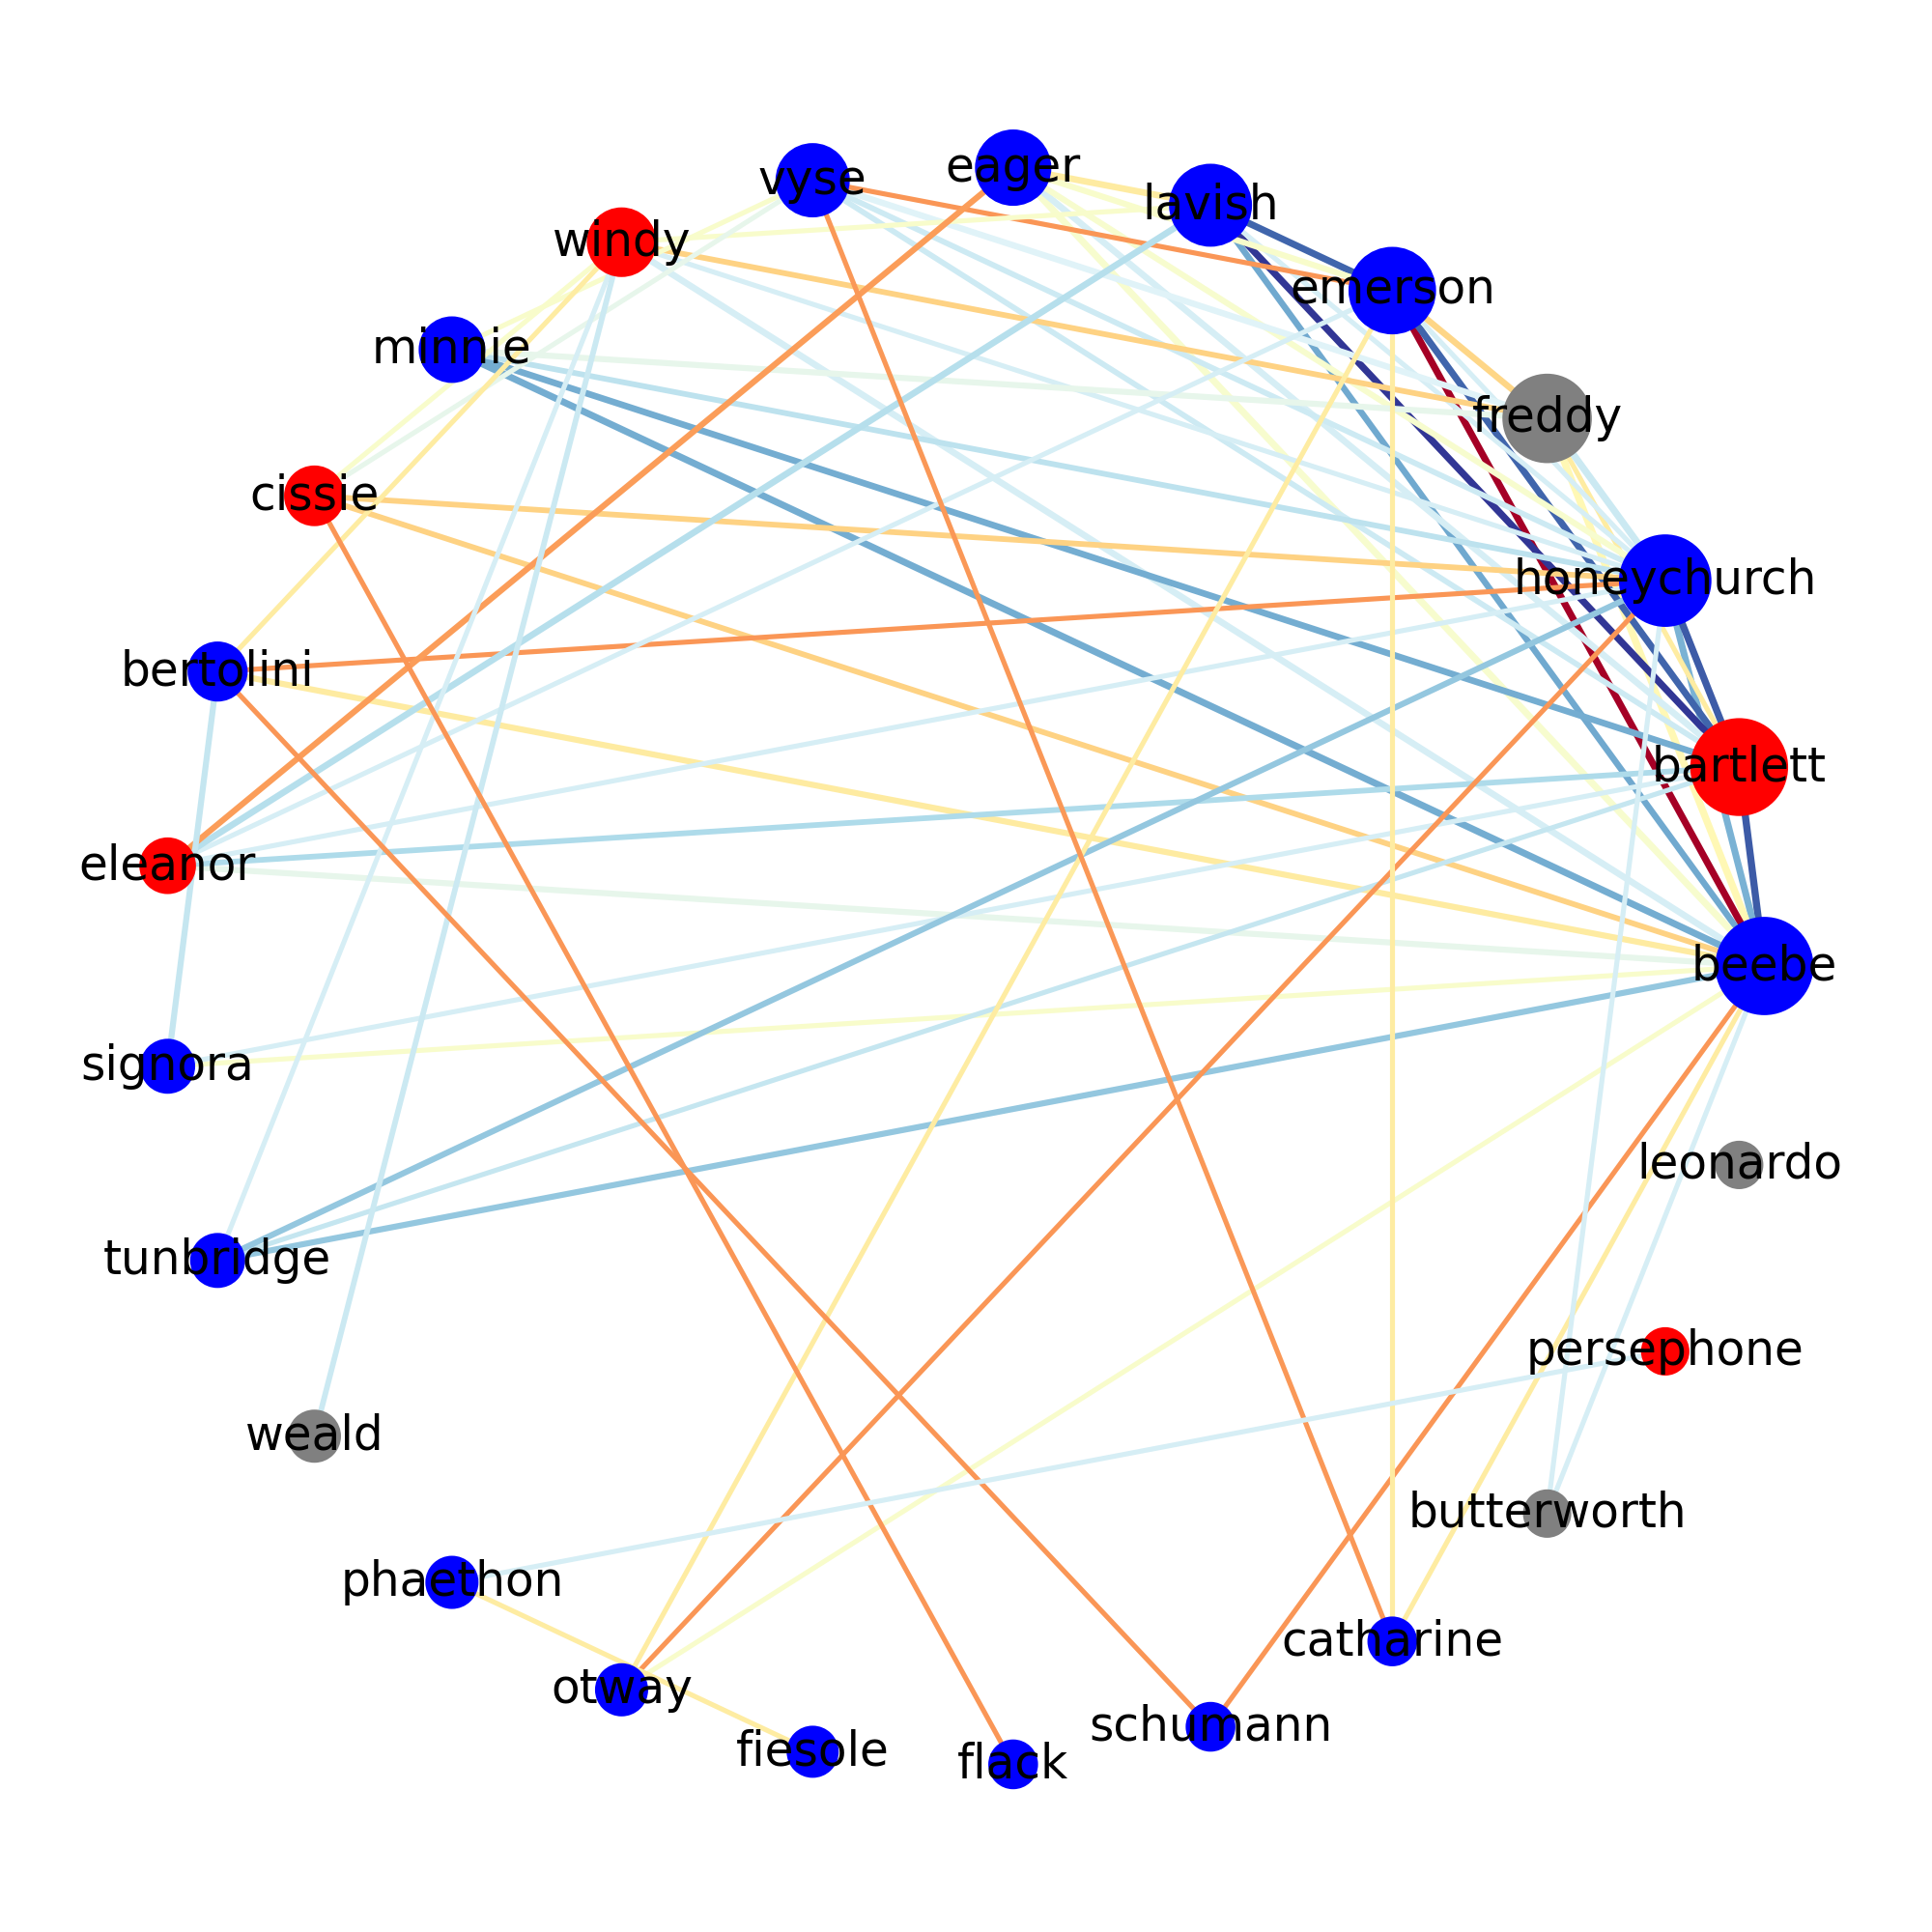 eager
vyse
lavish
windy
emerson
minnie
freddy
cissie
honeychurch
bertolini
bartlett
eleanor
beebe
signora
leonardo
tunbridge
persephone
weald
butterworth
phaethon
catharine
otway
schumann
fiesole
flack